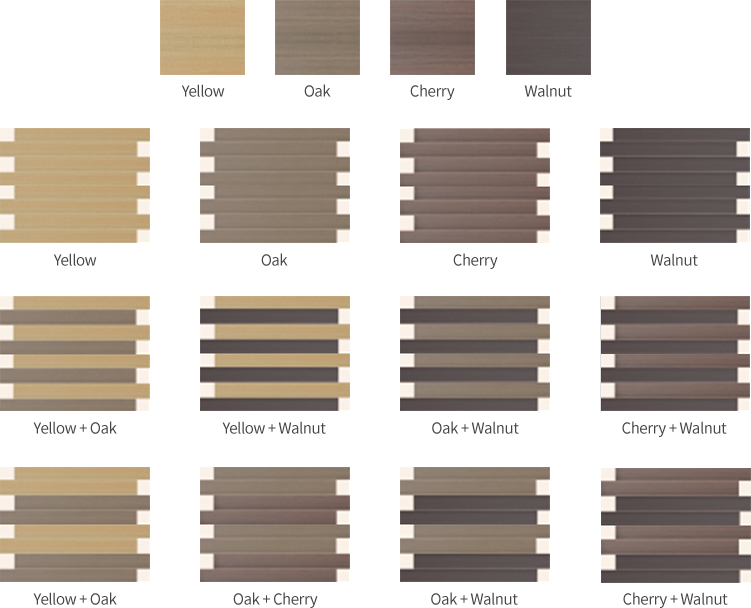 Yellow
Oak
Cherry
Walnut
Yellow
Oak
Cherry
Walnut
Yellow + Oak
Yellow + Walnut
Oak + Walnut
Cherry + Walnut
Yellow + Oak
Oak + Cherry
Oak + Walnut
Cherry + Walnut